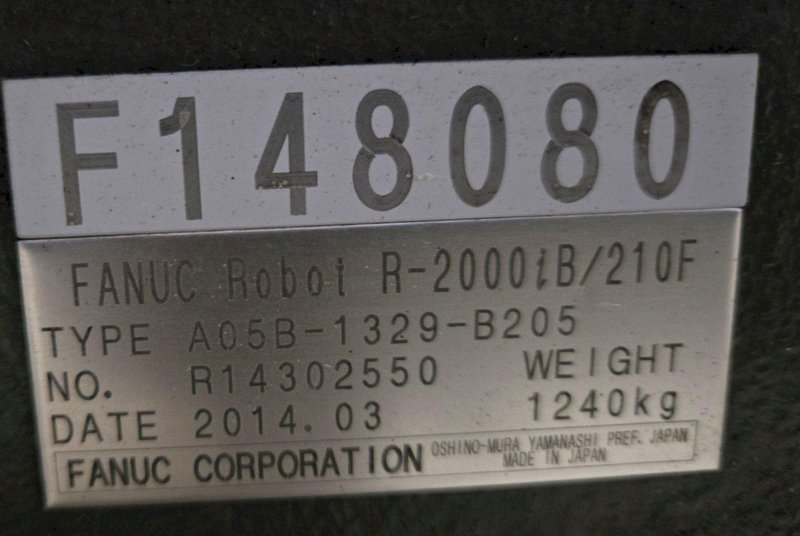 F148080
FANUC Robot R-2000iB/210F
TYPE A05B-1329-B205
NO. R14302550 WEIGHT
DATE 2014.03 1240kg
FANUC CORPORATION OSHINO-MURA YAMANASHI PREF. JAPAN
MADE IN JAPAN